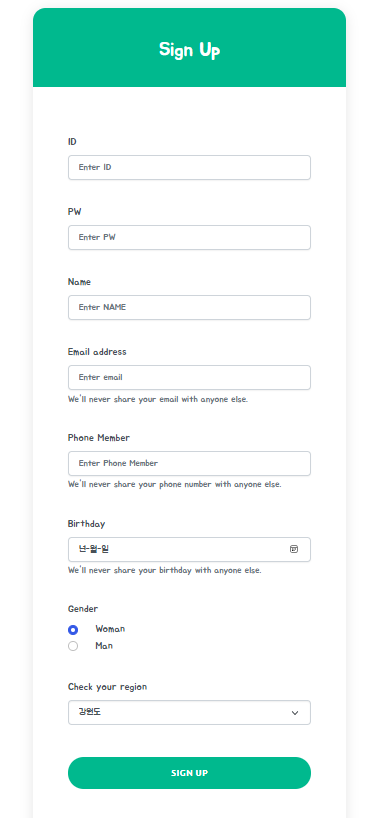 Sign Up
ID
Enter ID
PW
Enter PW
Name
Enter NAME
Email address
Enter email
We'll never share your email with anyone else.
Phone Member
Enter Phone Member
We'll never share your phone number with anyone else.
Birthday
년-월-일
We'll never share your birthday with anyone else.
Gender
Woman
Man
Check your region
강원도
SIGN UP